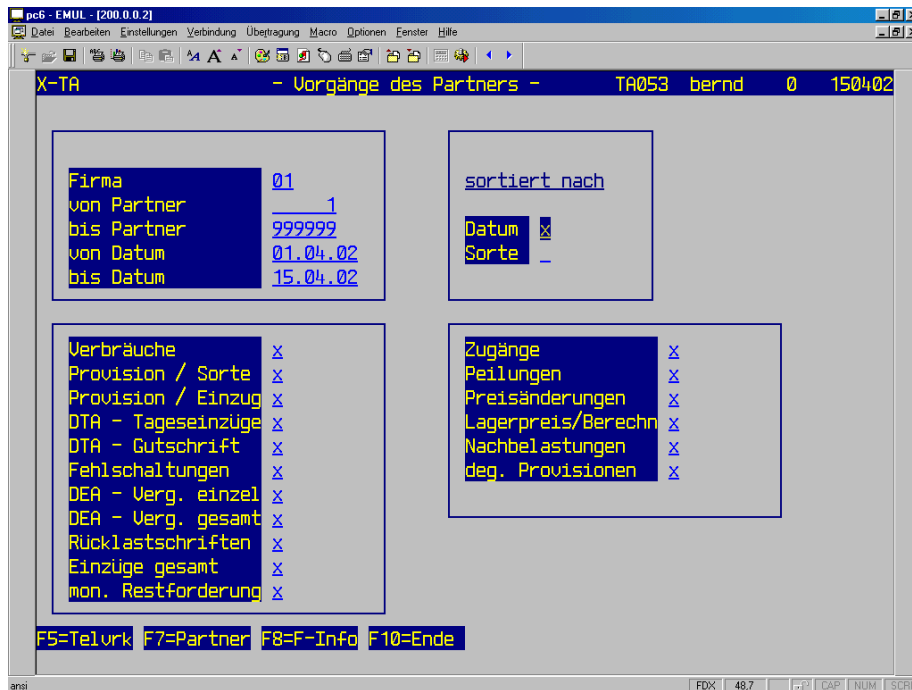 pc6 - EMUL - [200.0.0.2]
Datei Bearbeiten Einstellungen Verbindung Übertragung Macro Optionen Fenster Hilfe
X-TA - Vorgänge des Partners - TA053 bernd 0 150402
Firma 01
von Partner 1
bis Partner 999999
von Datum 01.04.02
bis Datum 15.04.02
sortiert nach
Datum x
Sorte _
Verbräuche x
Provision / Sorte x
Provision / Einzug x
DTA - Tageseinzüge x
DTA - Gutschrift x
Fehlschaltungen x
DEA - Verg. einzel x
DEA - Verg. gesamt x
Rücklastschriften x
Einzüge gesamt x
mon. Restforderung x
Zugänge x
Peilungen x
Preisänderungen x
Lagerpreis/Berechn x
Nachbelastungen x
deg. Provisionen x
F5=Telvrk F7=Partner F8=F-Info F10=Ende
ansi FDX 48,7 CAP NUM SCR